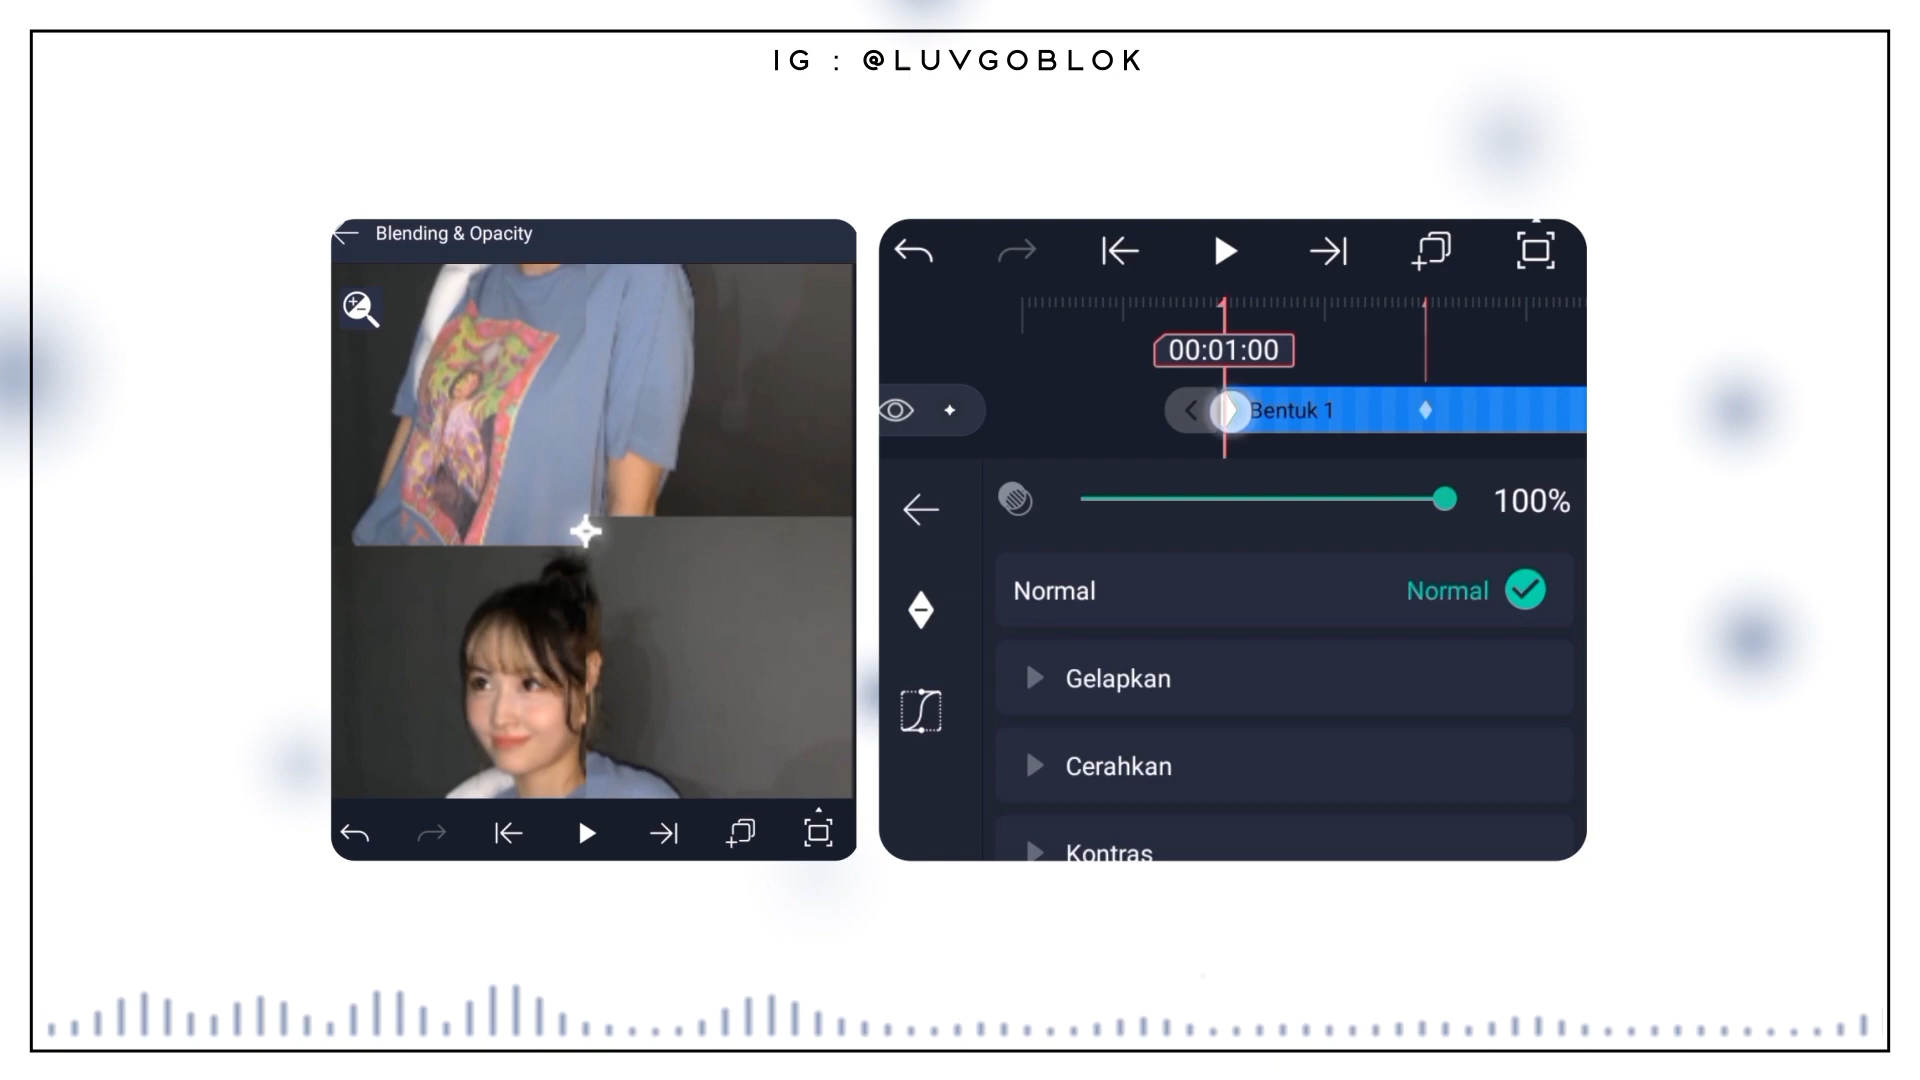 IG : @LUVGOBLOK
Blending & Opacity
00:01:00
Bentuk 1
100%
Normal Normal
Gelapkan
Cerahkan
Kontras